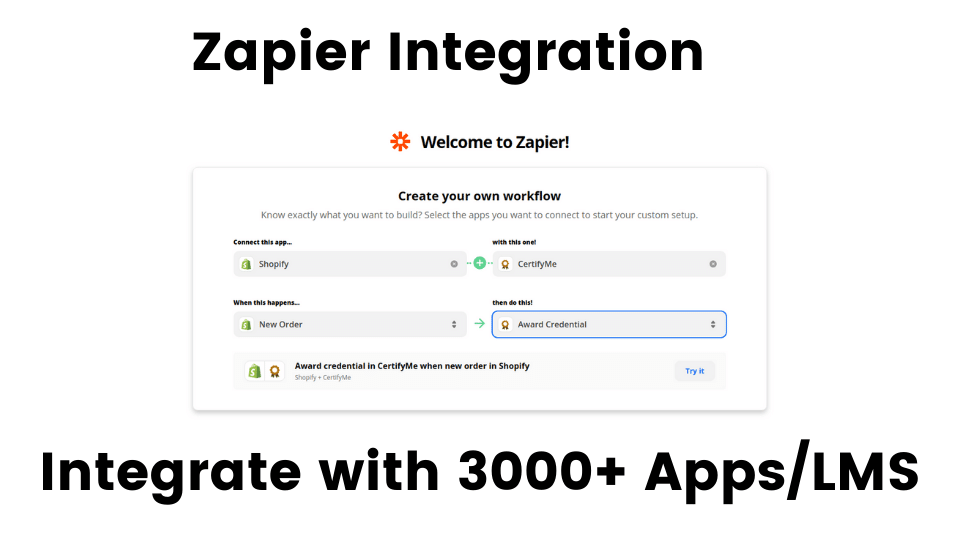 Zapier Integration
Welcome to Zapier!
Create your own workflow
Know exactly what you want to build? Select the apps you want to connect to start your custom setup.
Connect this app...
with this one!
Shopify
CertifyMe
When this happens...
then do this!
New Order
Award Credential
Award credential in CertifyMe when new order in Shopify
Shopify + CertifyMe
Try it
Integrate with 3000+ Apps/LMS